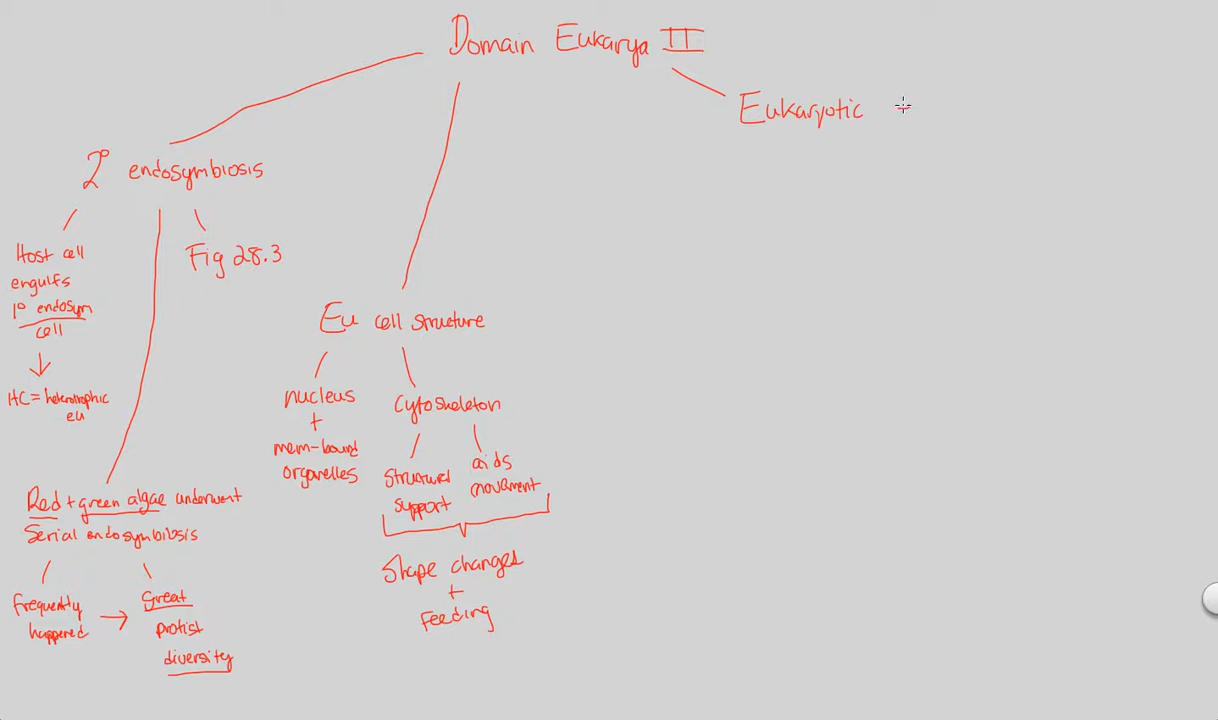 Domain Eukarya II
Eukaryotic
2° endosymbiosis
Host cell
engulfs
1° endosym
cell
HC = heterotrophic
eu
Fig 28.3
Red + green algae underwent
Serial endosymbiosis
frequently
happened
Great
protist
diversity
Eu cell structure
nucleus
+
mem-bound
organelles
Cytoskeleton
Structural
support
aids
movement
Shape changes
+
Feeding